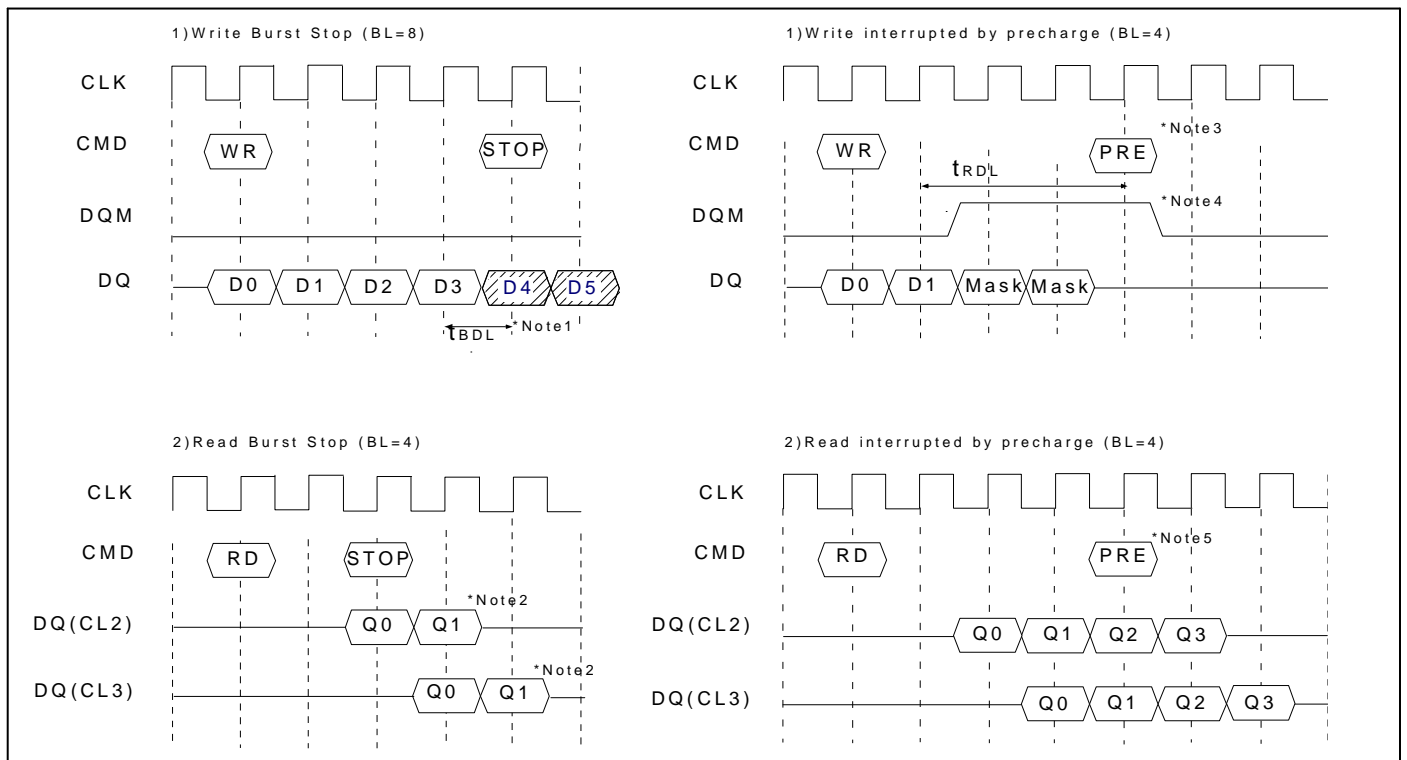 1)Write Burst Stop (BL=8)
CLK
CMD
WR
STOP
DQM
DQ
D0 D1 D2 D3 D4 D5
tBDL
*Note1
1)Write interrupted by precharge (BL=4)
CLK
CMD
WR
PRE
*Note3
tRDL
DQM
*Note4
DQ
D0 D1 Mask Mask
2)Read Burst Stop (BL=4)
CLK
CMD
RD
STOP
DQ(CL2)
Q0 Q1
*Note2
DQ(CL3)
Q0 Q1
*Note2
2)Read interrupted by precharge (BL=4)
CLK
CMD
RD
PRE
*Note5
DQ(CL2)
Q0 Q1 Q2 Q3
DQ(CL3)
Q0 Q1 Q2 Q3